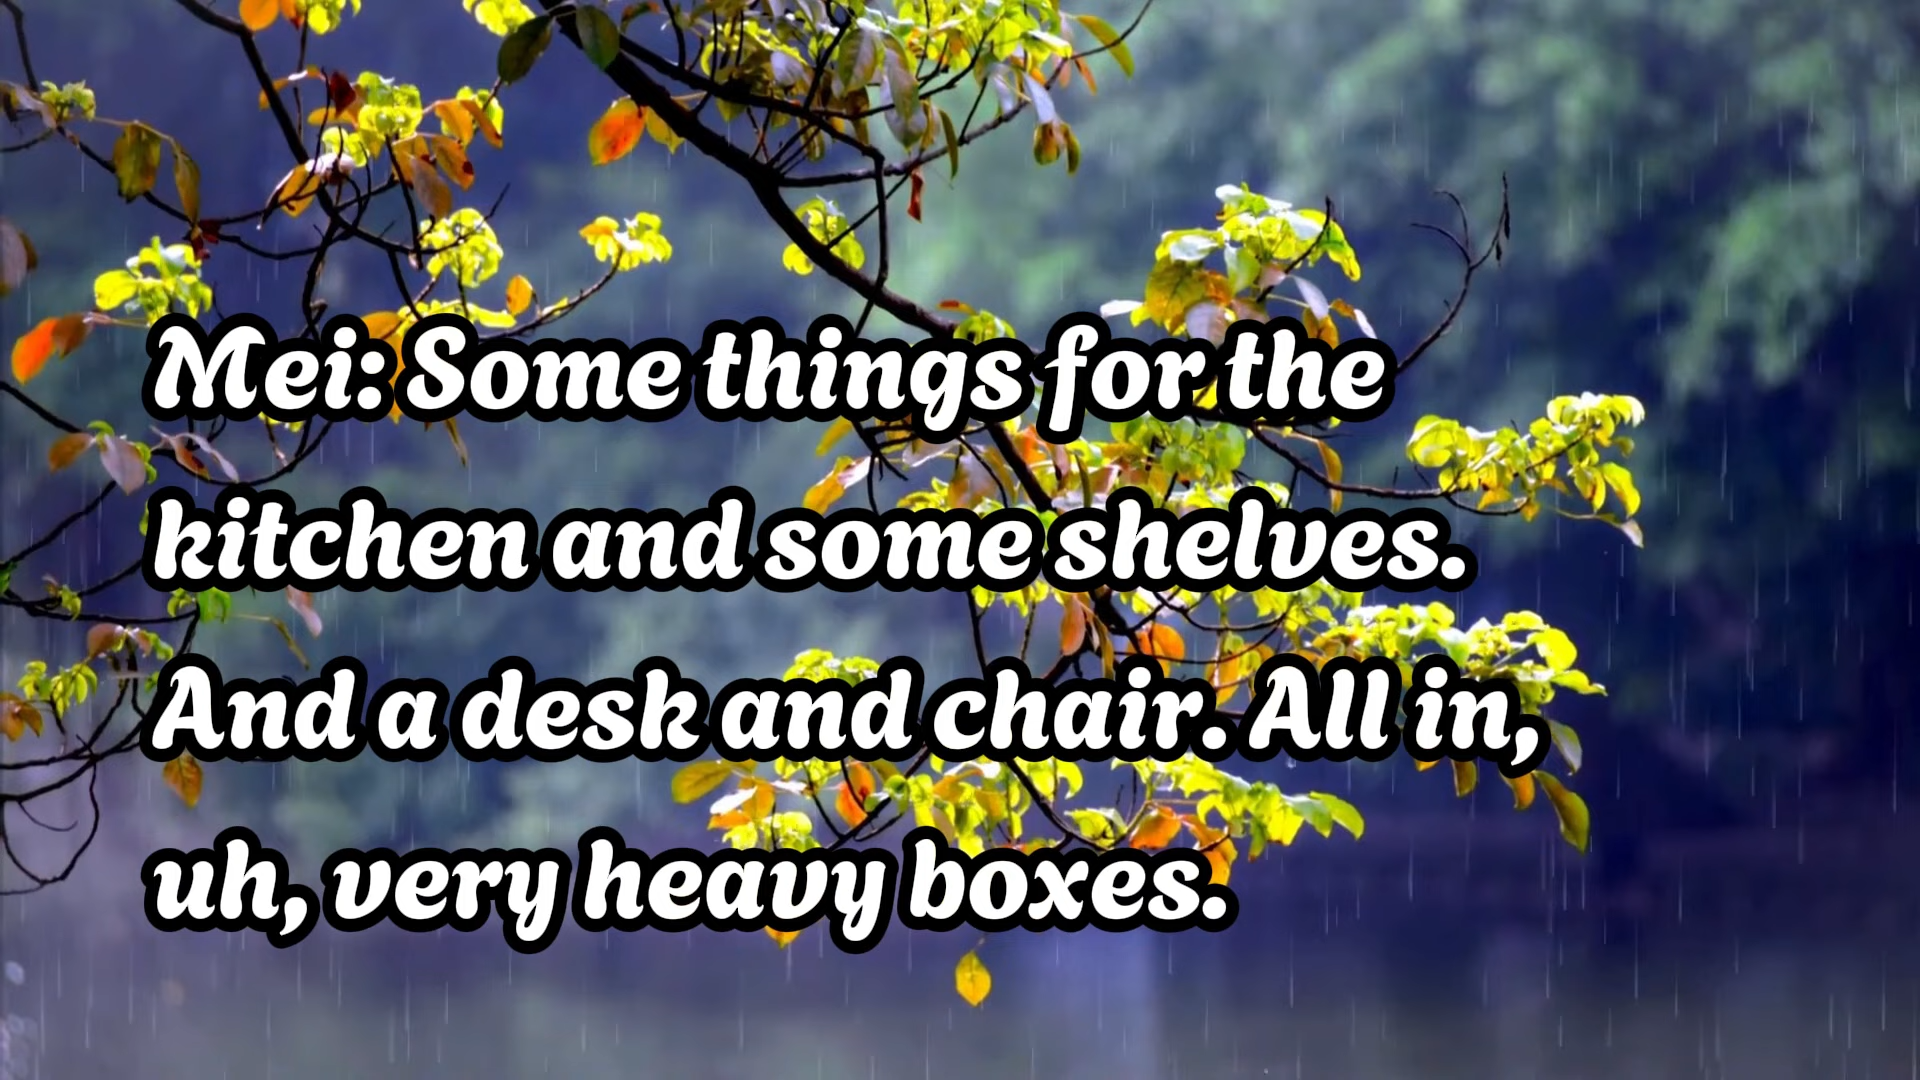 Mei: Some things for the
kitchen and some shelves.
And a desk and chair. All in,
uh, very heavy boxes.